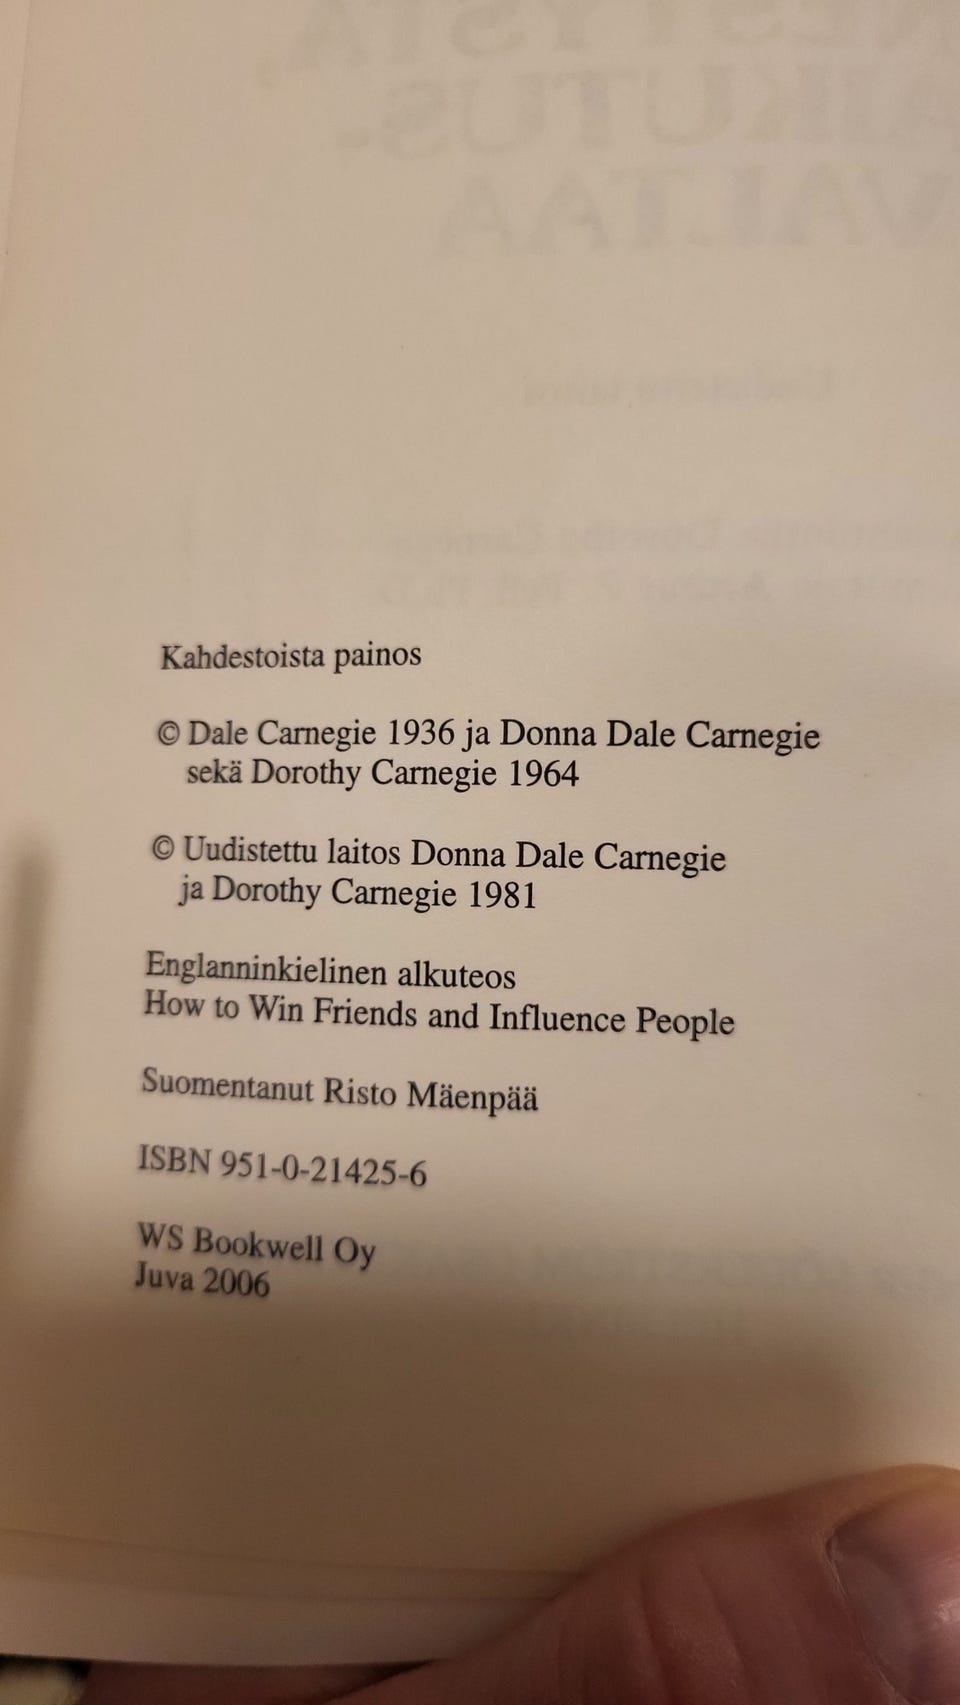 Kahdestoista painos
© Dale Carnegie 1936 ja Donna Dale Carnegie
sekä Dorothy Carnegie 1964
© Uudistettu laitos Donna Dale Carnegie
ja Dorothy Carnegie 1981
Englanninkielinen alkuteos
How to Win Friends and Influence People
Suomentanut Risto Mäenpää
ISBN 951-0-21425-6
WS Bookwell Oy
Juva 2006